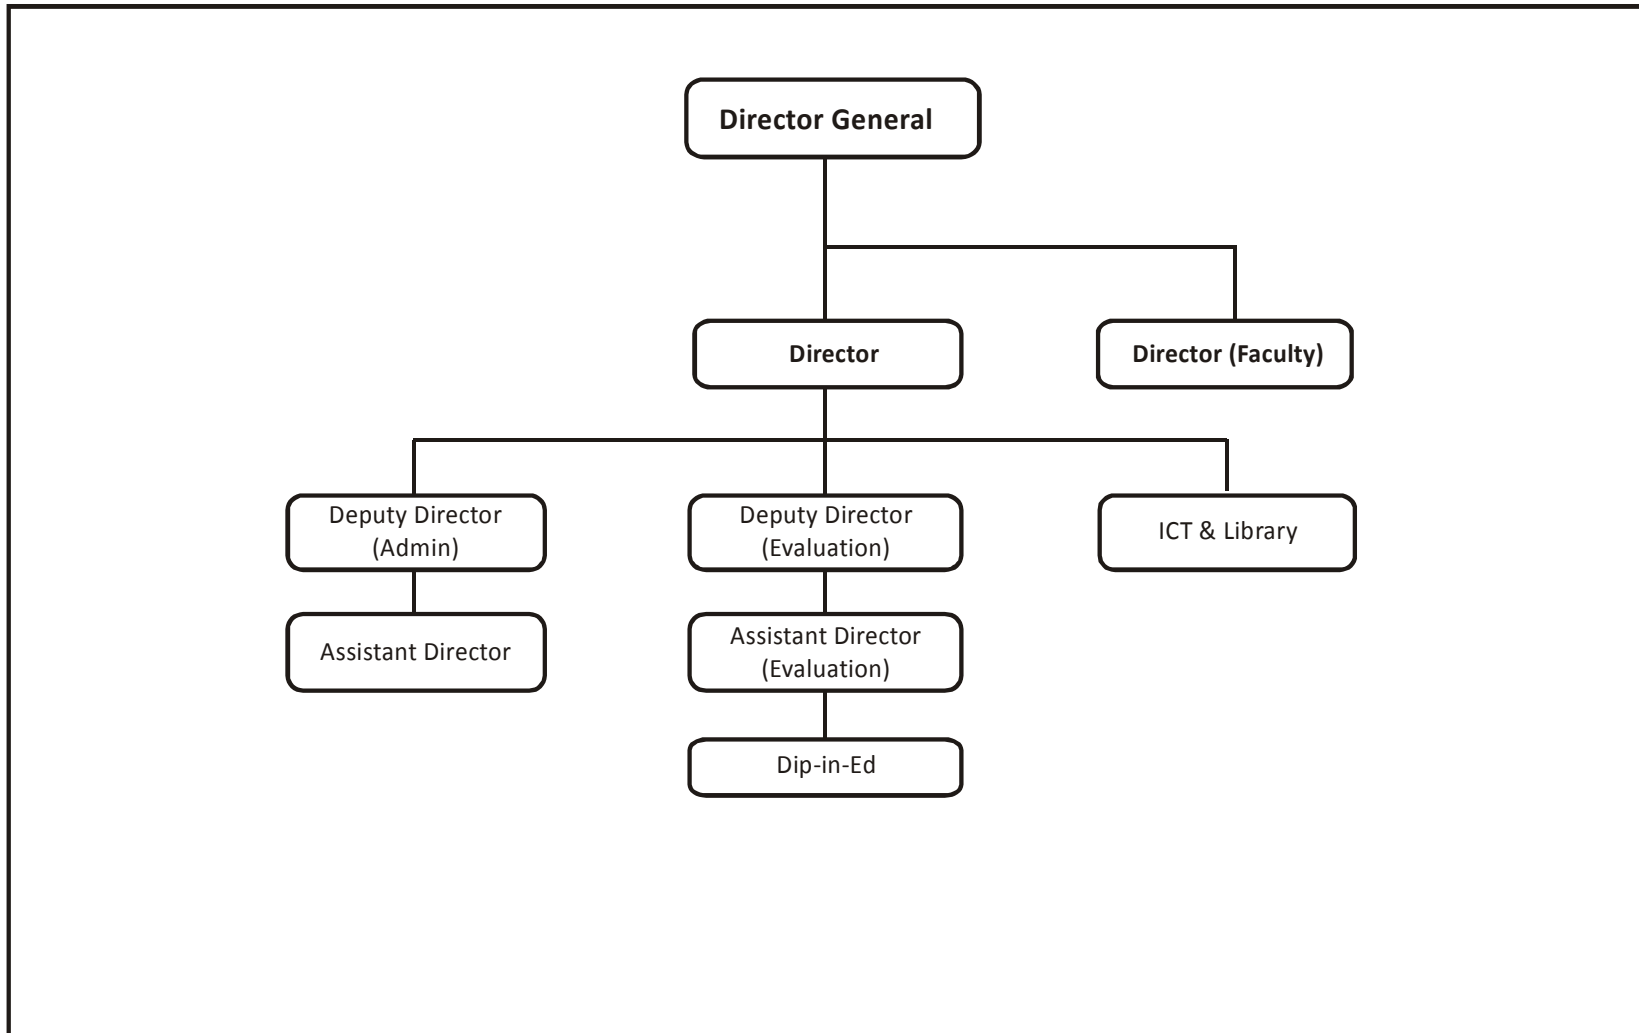 Director General
Director
Director (Faculty)
Deputy Director
(Admin)
Deputy Director
(Evaluation)
ICT & Library
Assistant Director
Assistant Director
(Evaluation)
Dip-in-Ed